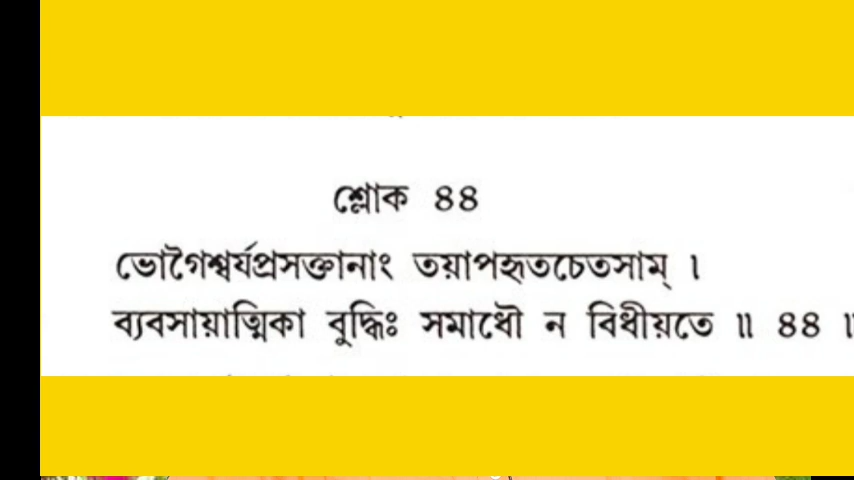 শ্লোক ৪৪
ভোগৈশ্বর্যপ্রসক্তানাং তয়াপহৃতচেতসাম্ ।
ব্যবসায়াত্মিকা বুদ্ধিঃ সমাধৌ ন বিধীয়তে ॥ ৪৪ ॥